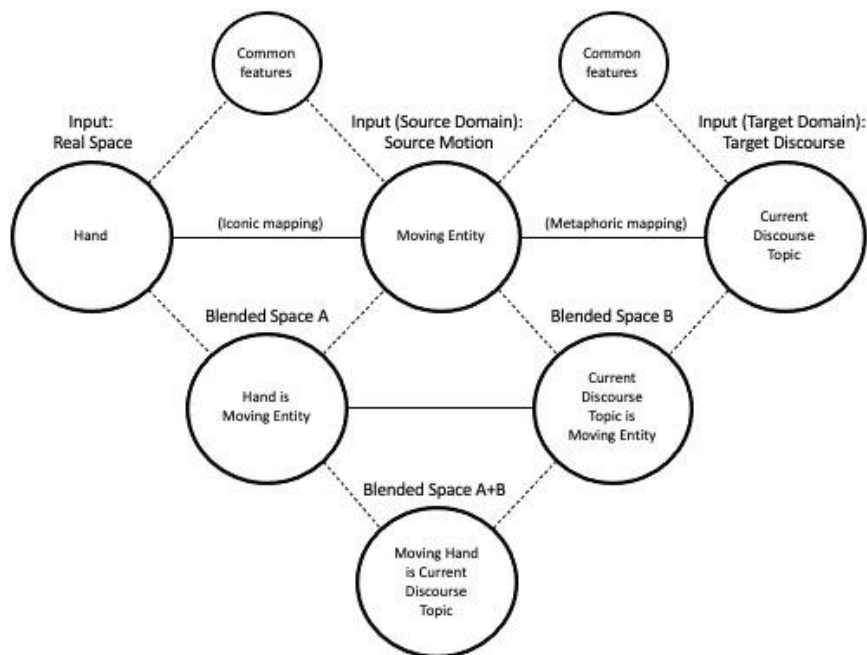 Common
features
Common
features
Input:
Real Space
Input (Source Domain):
Source Motion
Input (Target Domain):
Target Discourse
Hand
(Iconic mapping)
Moving Entity
(Metaphoric mapping)
Current
Discourse
Topic
Blended Space A
Blended Space B
Hand is
Moving Entity
Current
Discourse
Topic is
Moving Entity
Blended Space A+B
Moving Hand
is Current
Discourse
Topic